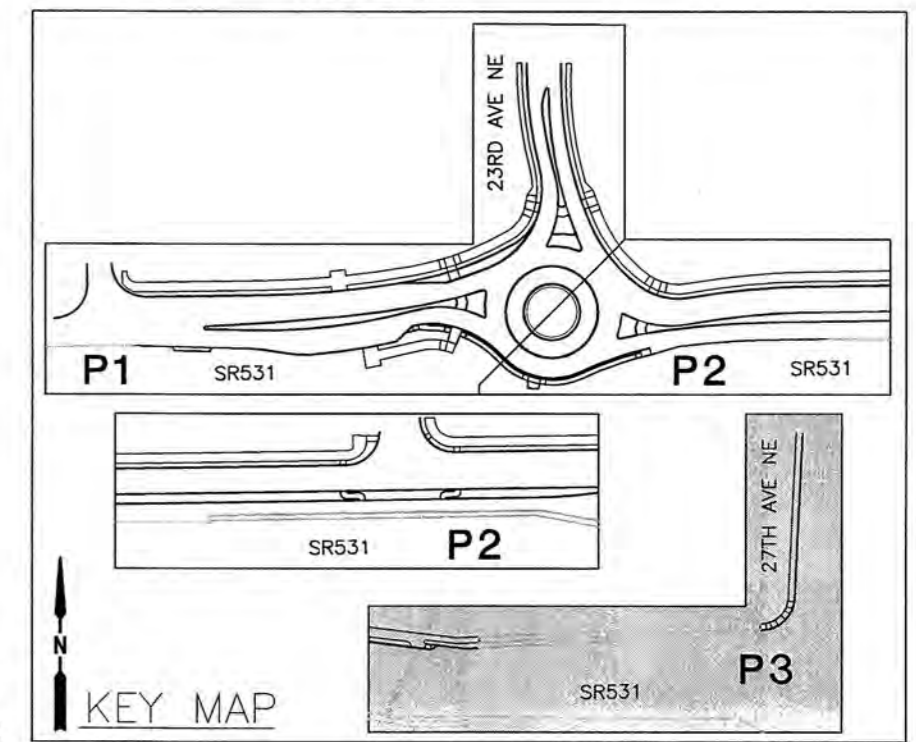 23RD AVE NE
P1
SR531
P2
SR531
SR531
P2
27TH AVE NE
P3
SR531
N
KEY MAP